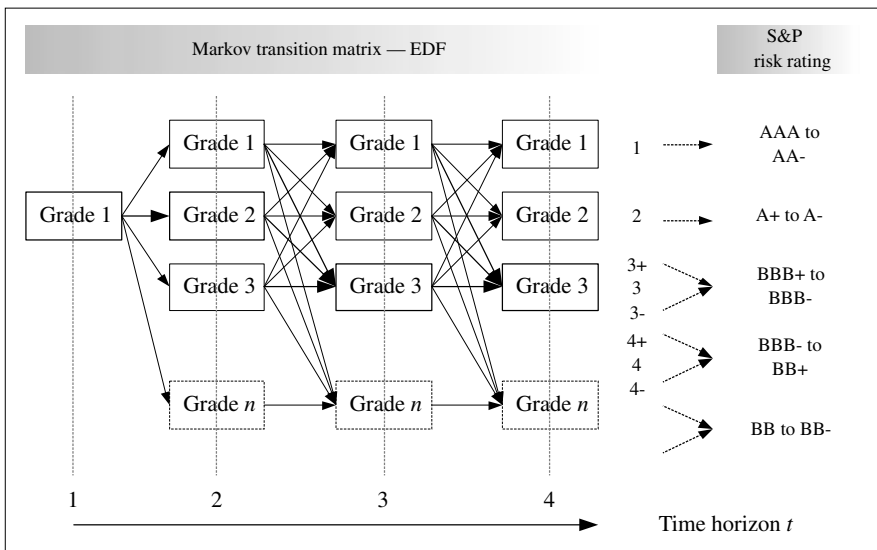 Markov transition matrix — EDF
S&P
risk rating
Grade 1
Grade 1
Grade 2
Grade 3
Grade n
Grade 1
Grade 2
Grade 3
Grade n
Grade 1
Grade 2
Grade 3
Grade n
1
AAA to
AA-
2
A+ to A-
3+
3
3-
BBB+ to
BBB-
4+
4
4-
BBB- to
BB+
BB to BB-
1
2
3
4
Time horizon t